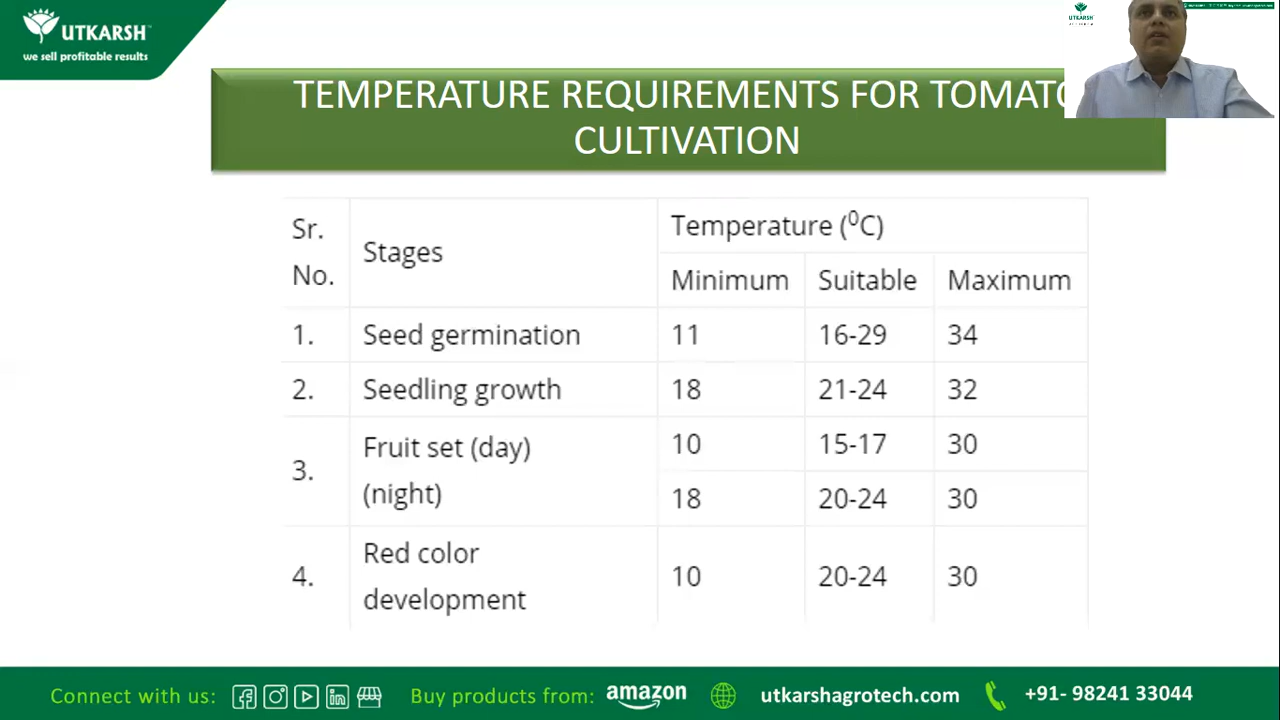 UTKARSH
we sell profitable results
UTKARSH
TEMPERATURE REQUIREMENTS FOR TOMATO
CULTIVATION
Sr. No. Stages Temperature (⁰C)
Minimum Suitable Maximum
1. Seed germination 11 16-29 34
2. Seedling growth 18 21-24 32
3. Fruit set (day) 10 15-17 30
(night) 18 20-24 30
4. Red color development 10 20-24 30
Connect with us: Buy products from: amazon utkarshagrotech.com +91- 98241 33044